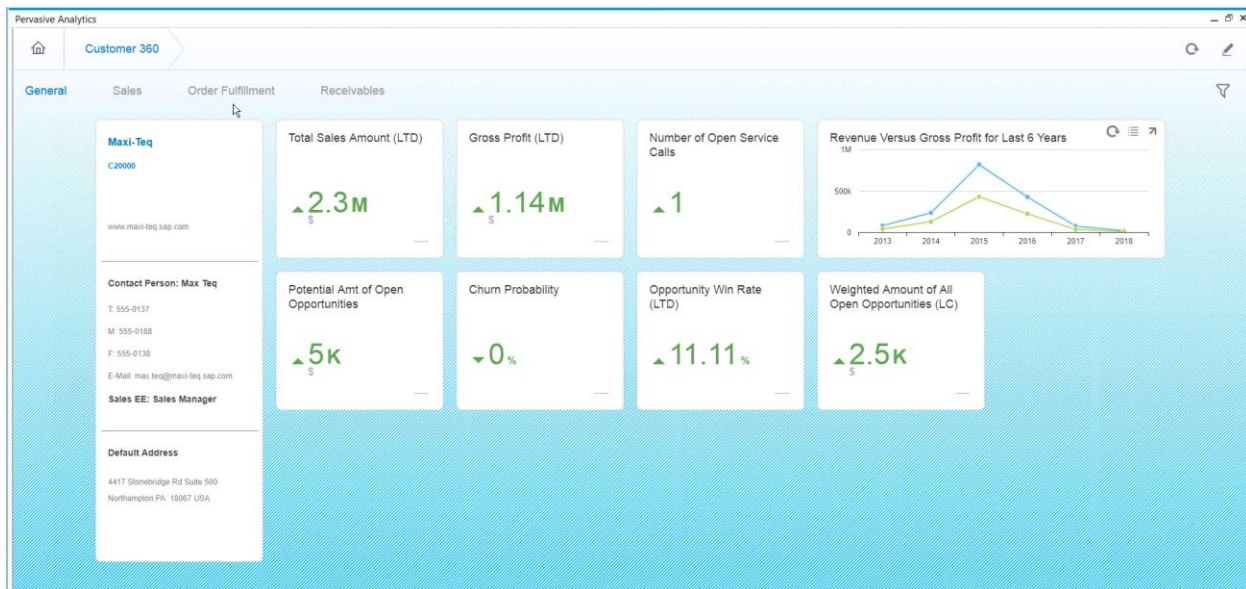 Pervasive Analytics
Customer 360
General Sales Order Fulfillment Receivables
Maxi-Teq
C20000
www.maxi-teq.sap.com
Contact Person: Max Teq
T: 555-0137
M: 555-0188
F: 555-0138
E-Mail: max.teq@maxi-teq.sap.com
Sales EE: Sales Manager
Default Address
4417 Stonebridge Rd Suite 500
Northampton PA 18067 USA
Total Sales Amount (LTD)
2.3M
$
Gross Profit (LTD)
1.14M
$
Number of Open Service
Calls
1
Revenue Versus Gross Profit for Last 6 Years
1M
500k
0
2013 2014 2015 2016 2017 2018
Potential Amt of Open
Opportunities
5K
$
Churn Probability
0%
Opportunity Win Rate
(LTD)
11.11%
Weighted Amount of All
Open Opportunities (LC)
2.5K
$